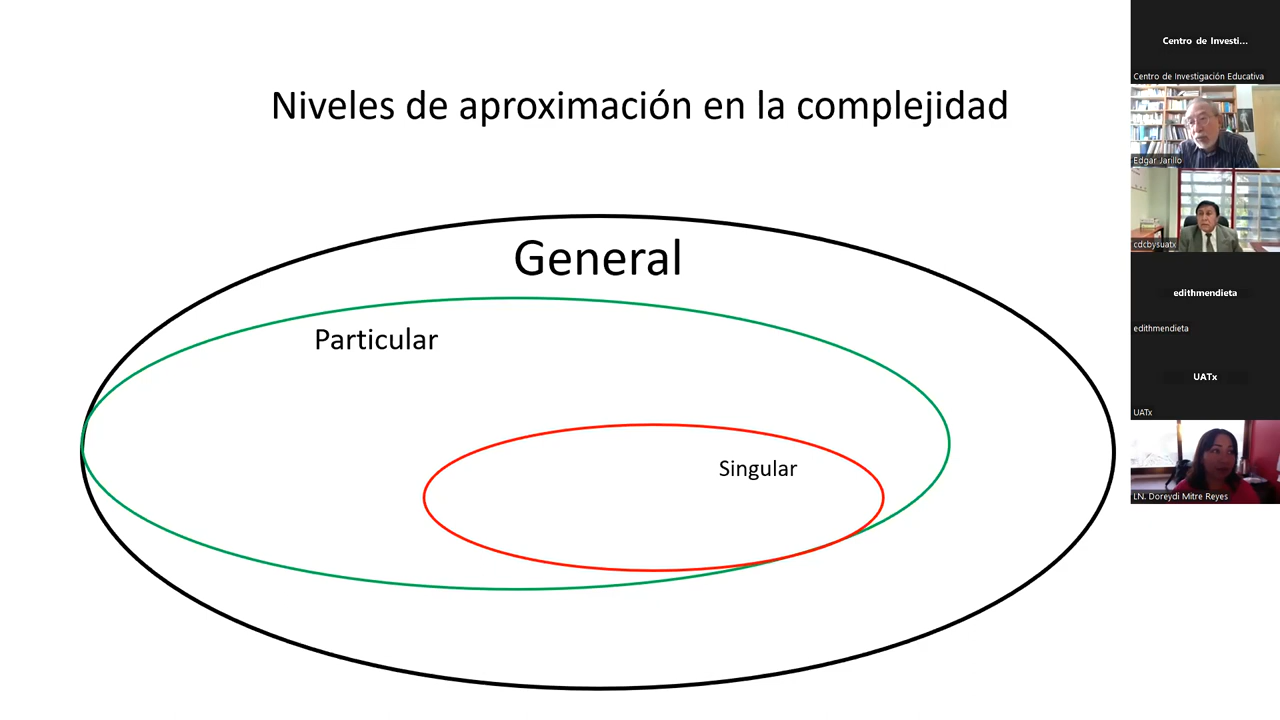 Niveles de aproximación en la complejidad
General
Particular
Singular
Centro de Investi...
Centro de Investigación Educativa
Edgar Jarillo
cdcbysuatx
edithmendieta
edithmendieta
UATx
UATx
LN. Doreydi Mitre Reyes